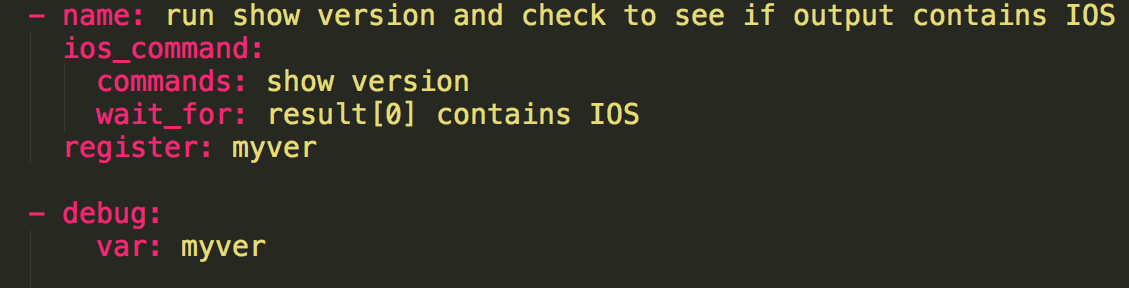 - name: run show version and check to see if output contains IOS
  ios_command:
    commands: show version
    wait_for: result[0] contains IOS
  register: myver

- debug:
    var: myver